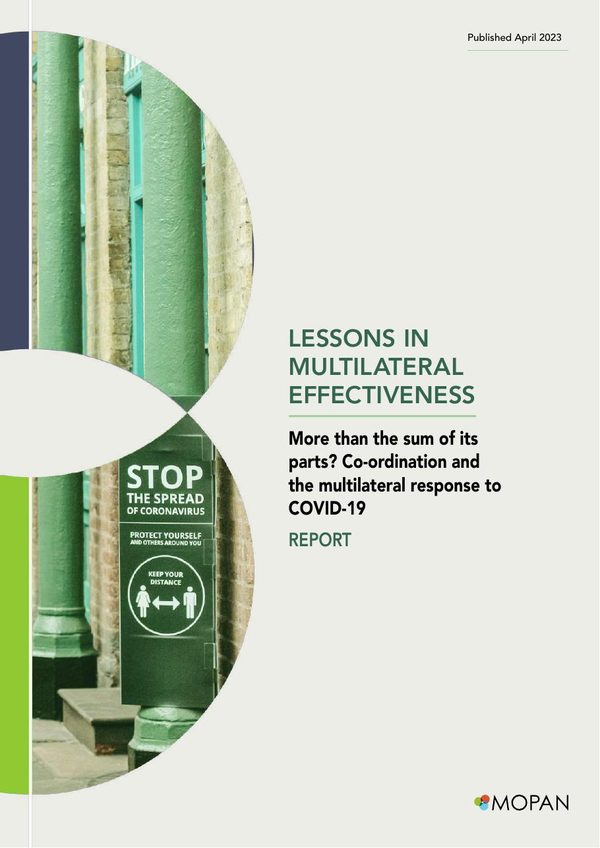 Published April 2023
LESSONS IN
MULTILATERAL
EFFECTIVENESS
More than the sum of its
parts? Co-ordination and
the multilateral response to
COVID-19
REPORT
STOP
THE SPREAD
OF CORONAVIRUS
PROTECT YOURSELF
AND OTHERS AROUND YOU
KEEP YOUR
DISTANCE
MOPAN